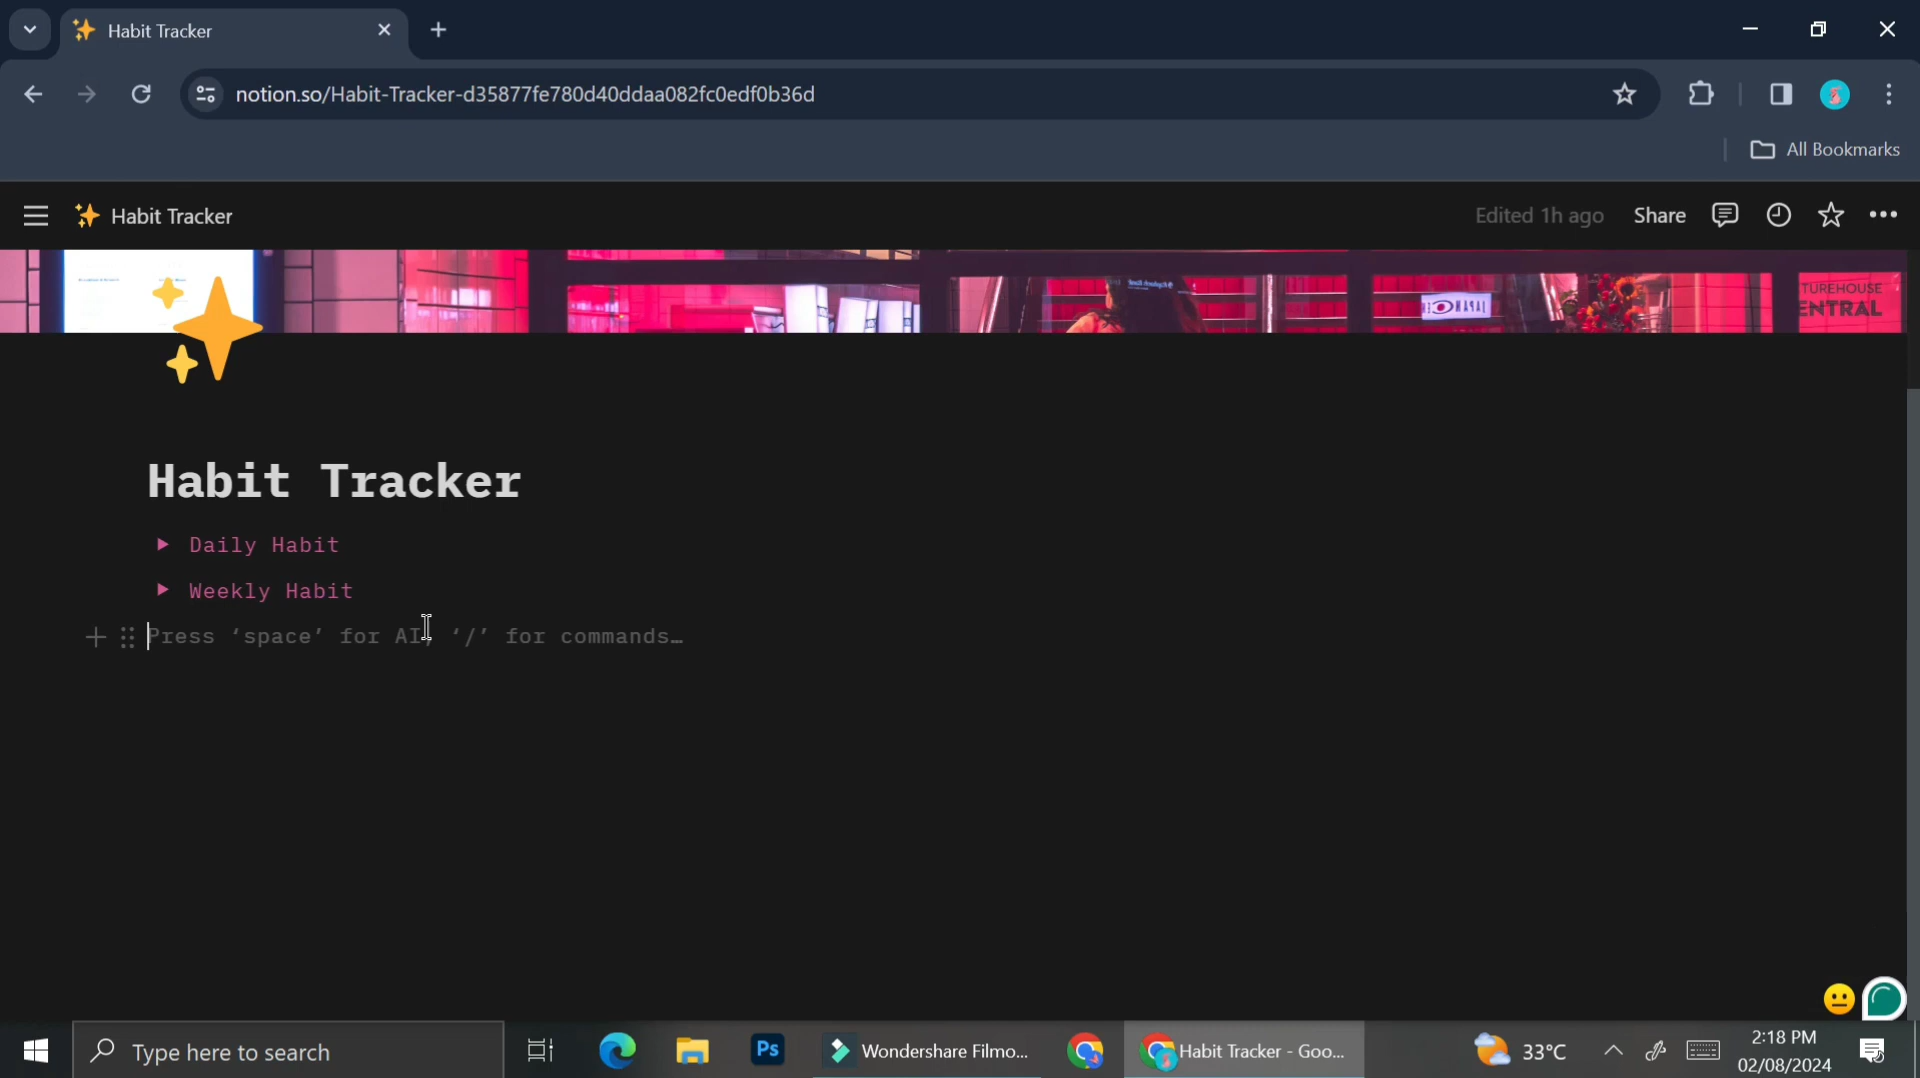 Habit Tracker
notion.so/Habit-Tracker-d35877fe780d40ddaa082fc0edf0b36d
All Bookmarks
Habit Tracker
Edited 1h ago
Share
TUREHOUSE
ENTRAL
Habit Tracker
Daily Habit
Weekly Habit
Press ‘space’ for AI, ‘/’ for commands…
Type here to search
Ps
Wondershare Filmo...
Habit Tracker - Goo...
33°C
2:18 PM
02/08/2024